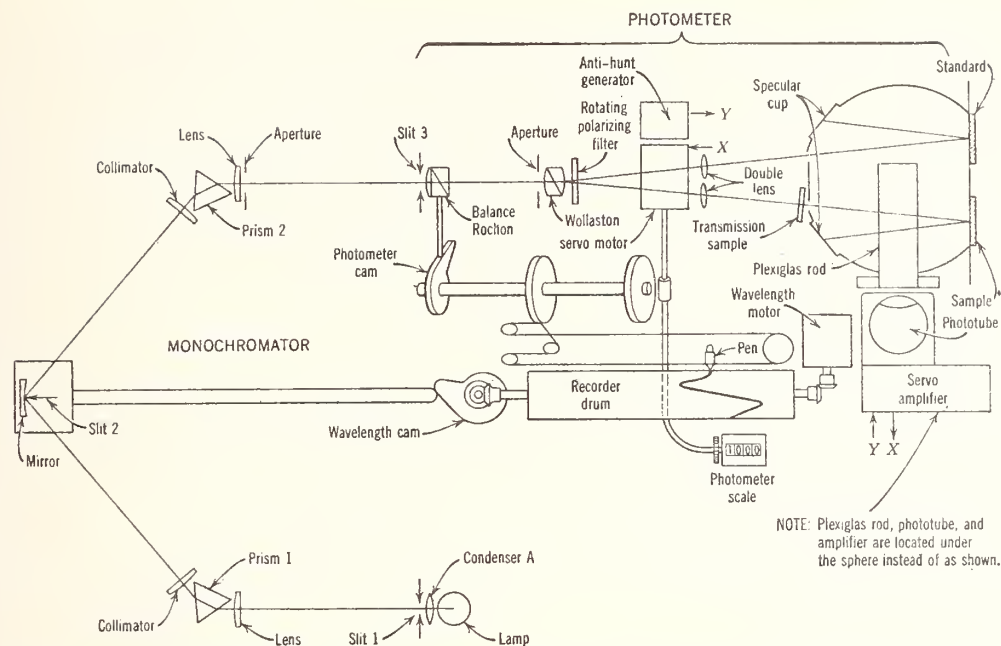 PHOTOMETER
Anti-hunt
generator
Y
X
Standard
Specular
cup
Rotating
polarizing
filter
Lens
Aperture
Slit 3
Aperture
Collimator
Prism 2
Balance
Rochon
Wollaston
servo motor
Double
lens
Transmission
sample
Plexiglas rod
Photometer
cam
Wavelength
motor
Sample
Phototube
MONOCHROMATOR
Pen
Recorder
drum
Servo
amplifier
Slit 2
Wavelength cam
Mirror
Y X
1000
Photometer
scale
NOTE: Plexiglas rod, phototube, and
amplifier are located under
the sphere instead of as shown.
Prism 1
Condenser A
Collimator
Lens
Slit 1
Lamp